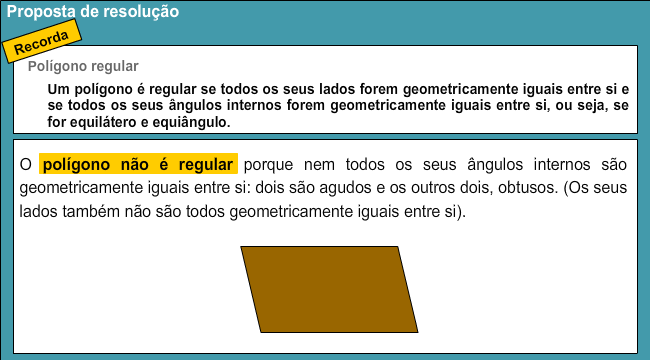 Proposta de resolução
Recorda
Polígono regular
Um polígono é regular se todos os seus lados forem geometricamente iguais entre si e
se todos os seus ângulos internos forem geometricamente iguais entre si, ou seja, se
for equilátero e equiângulo.
O polígono não é regular porque nem todos os seus ângulos internos são
geometricamente iguais entre si: dois são agudos e os outros dois, obtusos. (Os seus
lados também não são todos geometricamente iguais entre si).